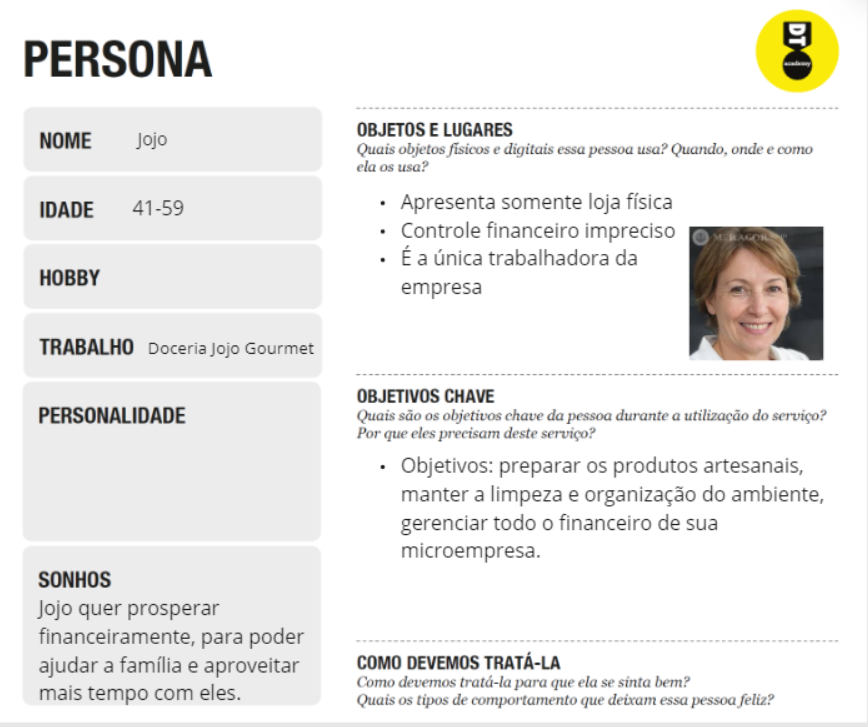 PERSONA
DT
academy
NOME Jojo
IDADE 41-59
HOBBY
TRABALHO Doceria Jojo Gourmet
PERSONALIDADE
SONHOS
Jojo quer prosperar
financeiramente, para poder
ajudar a família e aproveitar
mais tempo com eles.
OBJETOS E LUGARES
Quais objetos físicos e digitais essa pessoa usa? Quando, onde e como
ela os usa?
• Apresenta somente loja física
• Controle financeiro impreciso
• É a única trabalhadora da
empresa
OBJETIVOS CHAVE
Quais são os objetivos chave da pessoa durante a utilização do serviço?
Por que eles precisam deste serviço?
• Objetivos: preparar os produtos artesanais,
manter a limpeza e organização do ambiente,
gerenciar todo o financeiro de sua
microempresa.
COMO DEVEMOS TRATÁ-LA
Como devemos tratá-la para que ela se sinta bem?
Quais os tipos de comportamento que deixam essa pessoa feliz?